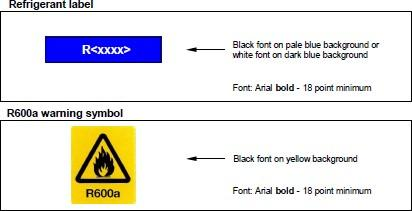 Refrigerant label
R<xxxx>
Black font on pale blue background or
white font on dark blue background
Font: Arial bold - 18 point minimum
R600a warning symbol
R600a
Black font on yellow background
Font: Arial bold - 18 point minimum